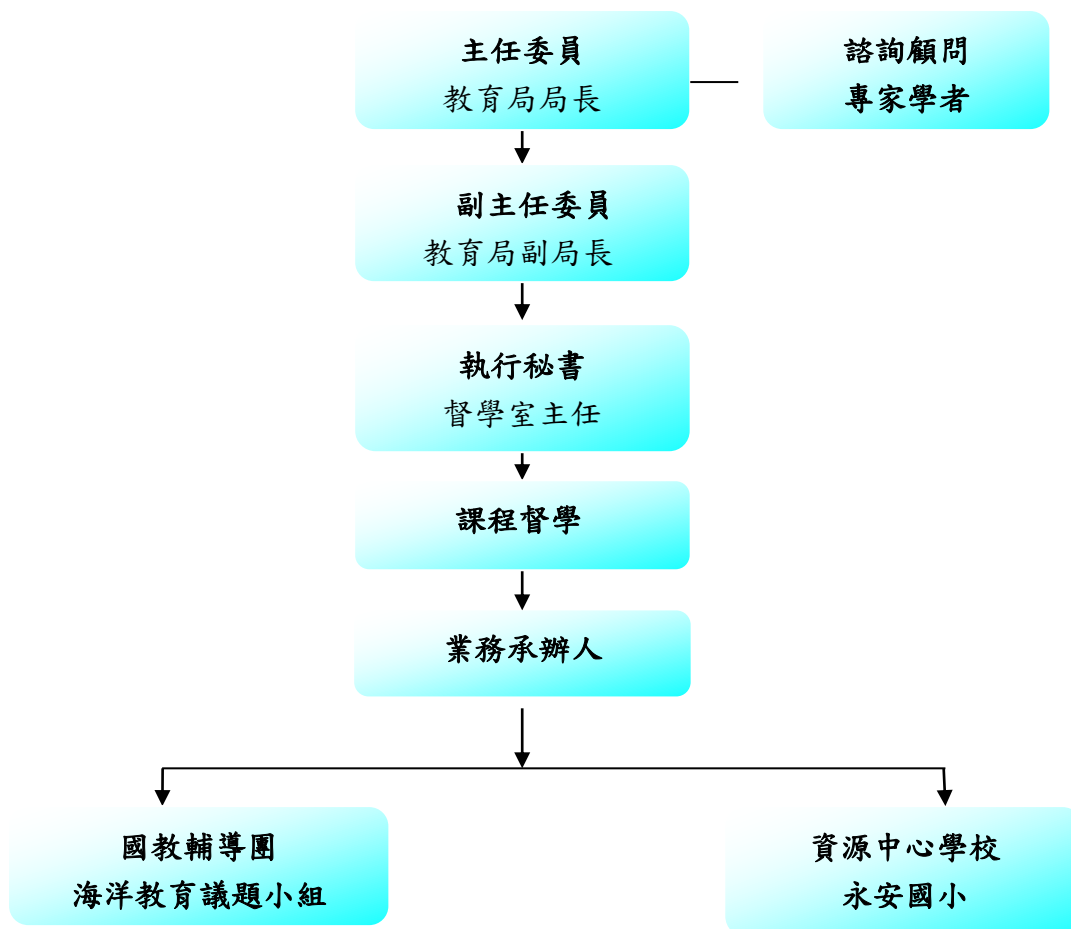 主任委員
教育局局長
諮詢顧問
專家學者
副主任委員
教育局副局長
執行秘書
督學室主任
課程督學
業務承辦人
國教輔導團
海洋教育議題小組
資源中心學校
永安國小